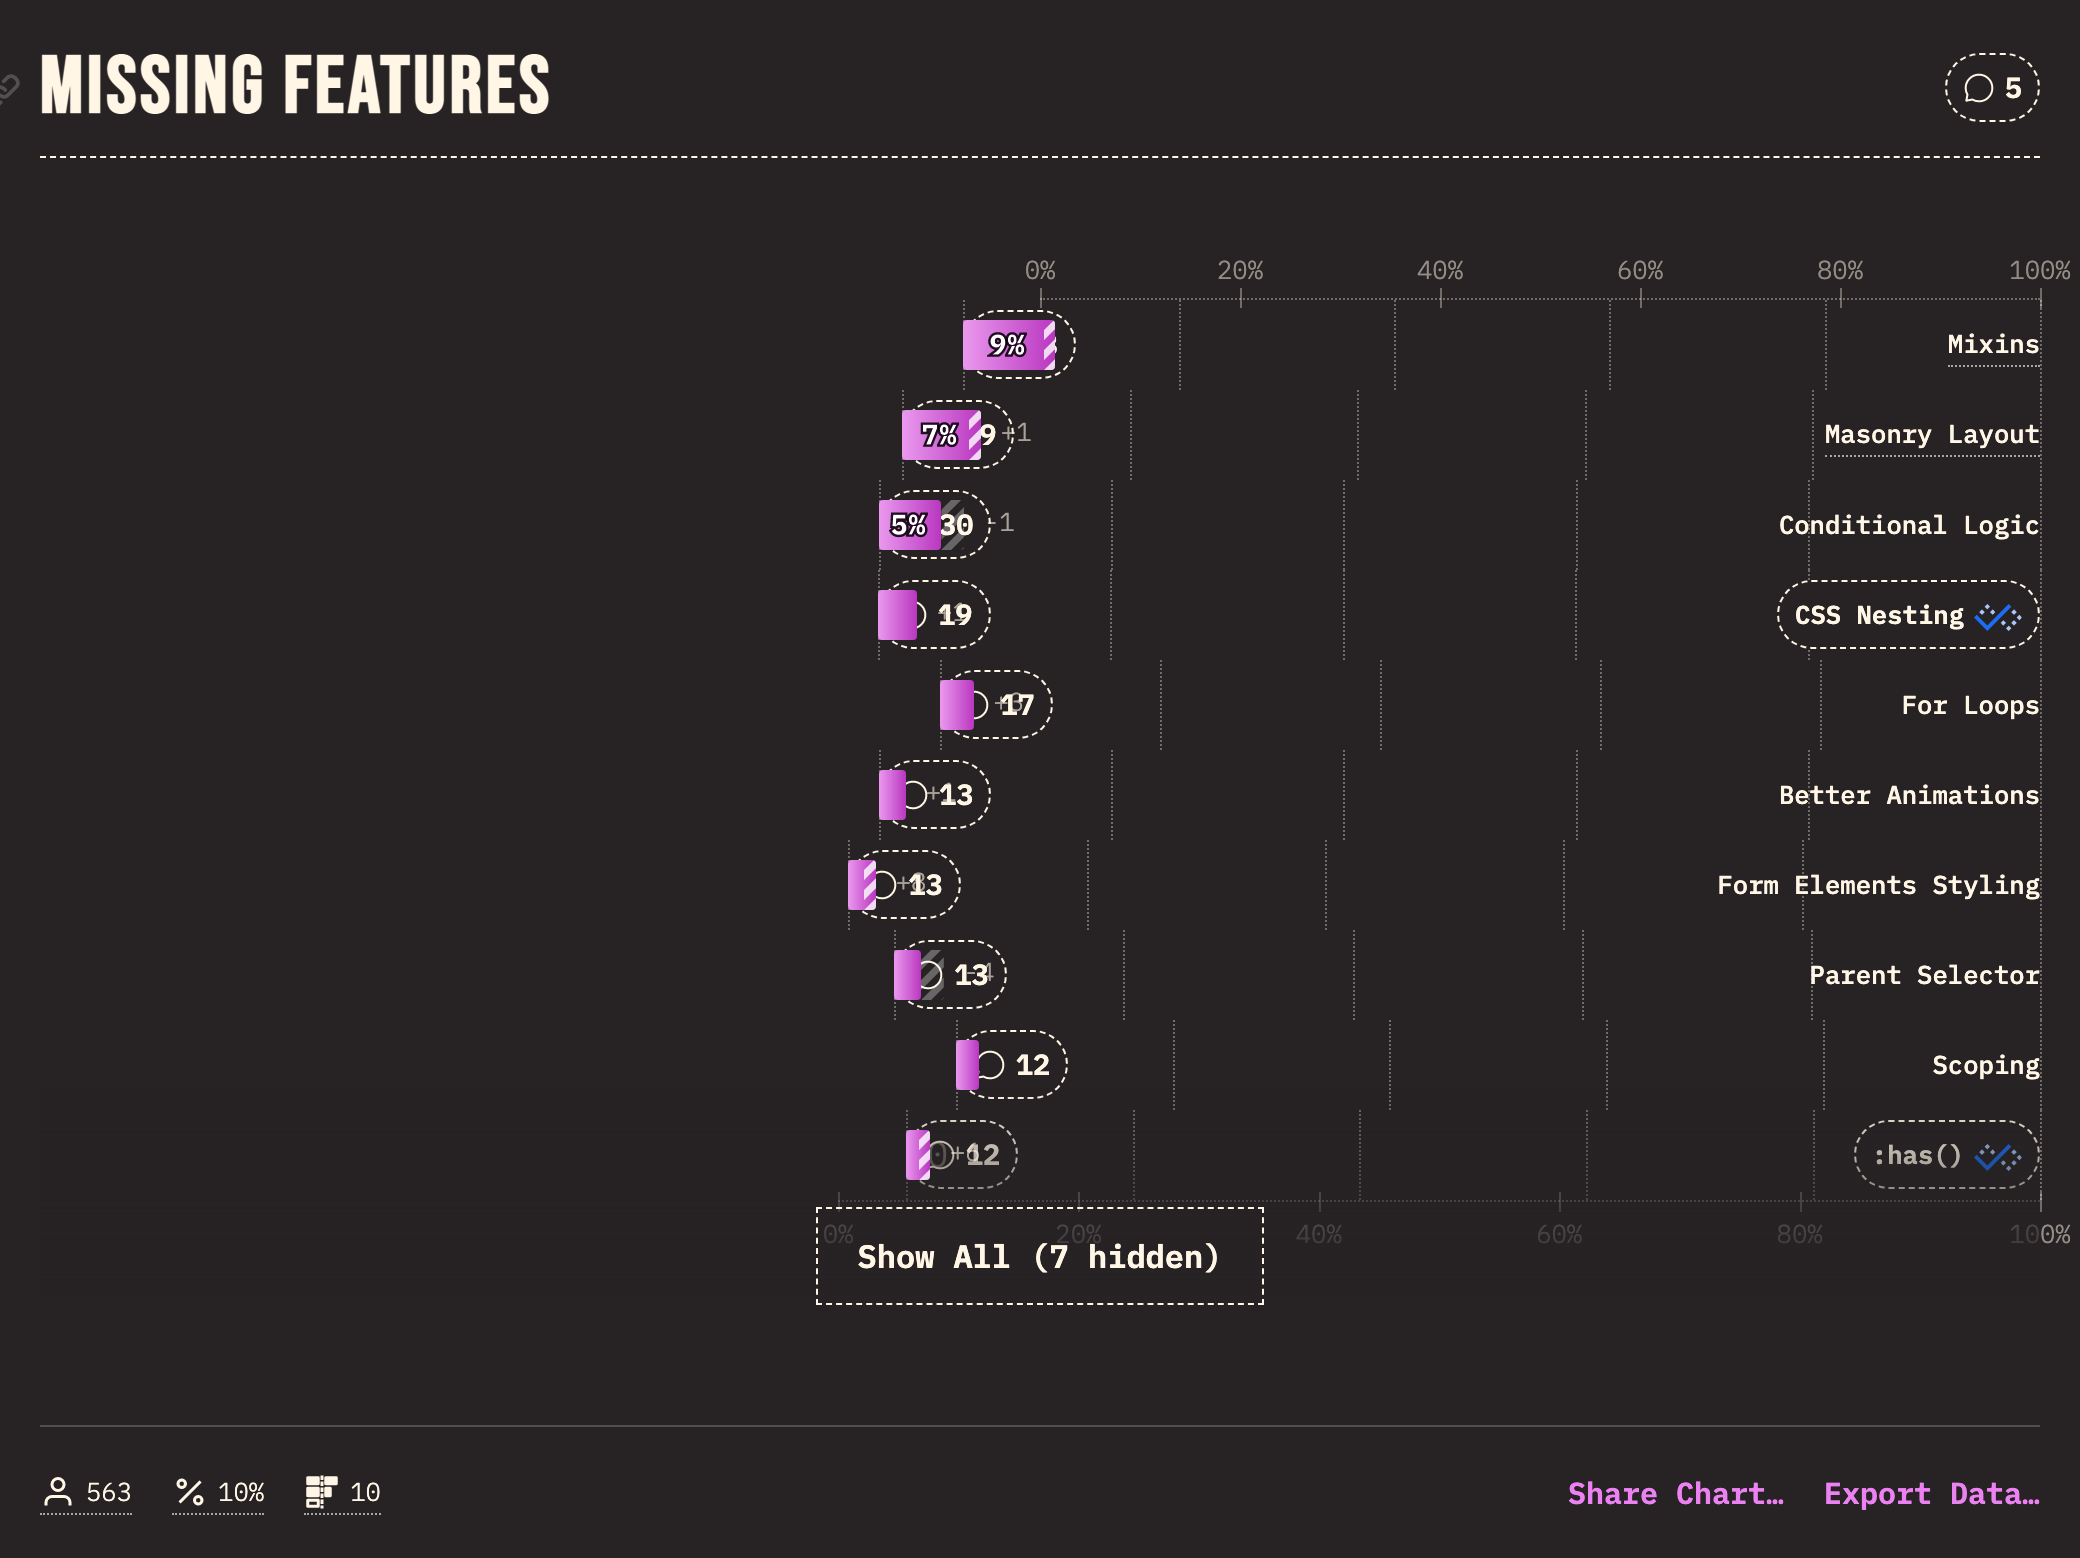 MISSING FEATURES
5
0% 20% 40% 60% 80% 100%
9% Mixins
7% 9 +1 Masonry Layout
5% 30 -1 Conditional Logic
19 CSS Nesting
17 For Loops
13 Better Animations
13 Form Elements Styling
13 Parent Selector
12 Scoping
12 :has()
0% 20% 40% 60% 80% 100%
Show All (7 hidden)
563 10% 10
Share Chart… Export Data…